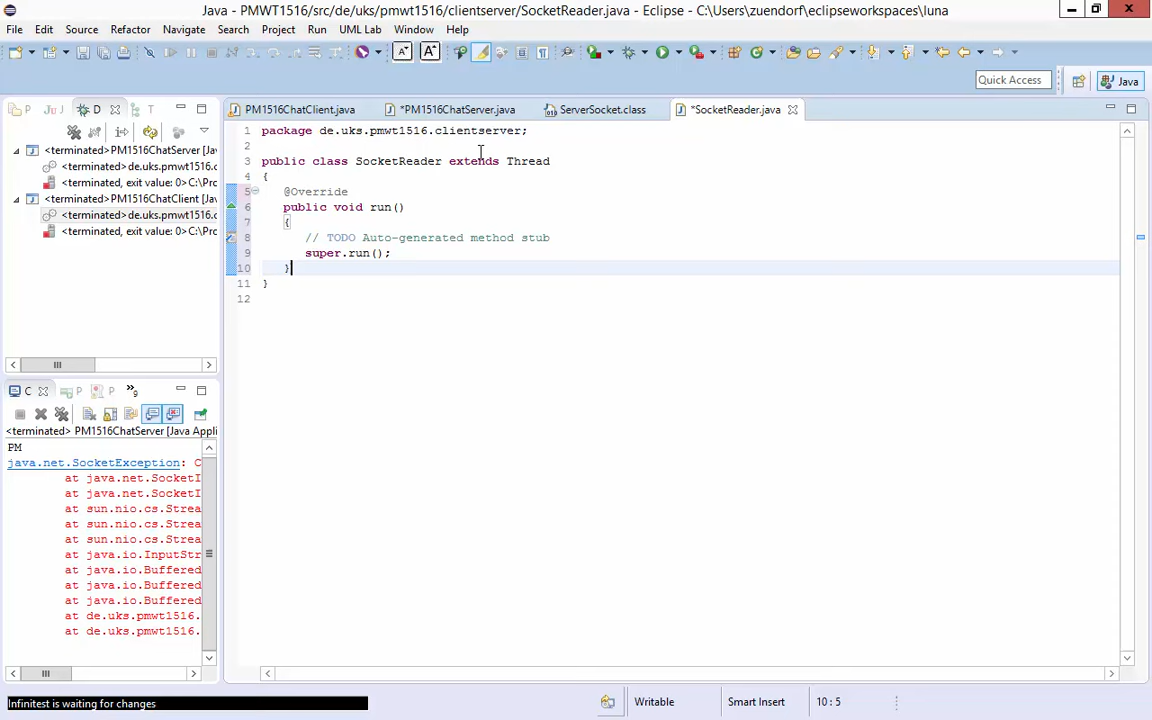 Java - PMWT1516/src/de/uks/pmwt1516/clientserver/SocketReader.java - Eclipse - C:\Users\zuendorf\eclipseworkspaces\luna
File Edit Source Refactor Navigate Search Project Run UML Lab Window Help
Quick Access
Java
P J D T
PM1516ChatClient.java *PM1516ChatServer.java ServerSocket.class *SocketReader.java
<terminated>PM1516ChatServer [Java
<terminated>de.uks.pmwt1516.c
<terminated, exit value: 0>C:\Pro
<terminated>PM1516ChatClient [Jav
<terminated>de.uks.pmwt1516.c
<terminated, exit value: 0>C:\Pro
1 package de.uks.pmwt1516.clientserver;
2
3 public class SocketReader extends Thread
4 {
5 @Override
6 public void run()
7 {
8 // TODO Auto-generated method stub
9 super.run();
10 }
11 }
12
C P P »9
<terminated> PM1516ChatServer [Java Appli
PM
java.net.SocketException: C
at java.net.SocketI
at java.net.SocketI
at sun.nio.cs.Strea
at sun.nio.cs.Strea
at sun.nio.cs.Strea
at java.io.InputStr
at java.io.Buffered
at java.io.Buffered
at java.io.Buffered
at de.uks.pmwt1516.
at de.uks.pmwt1516.
Infinitest is waiting for changes
Writable Smart Insert 10 : 5